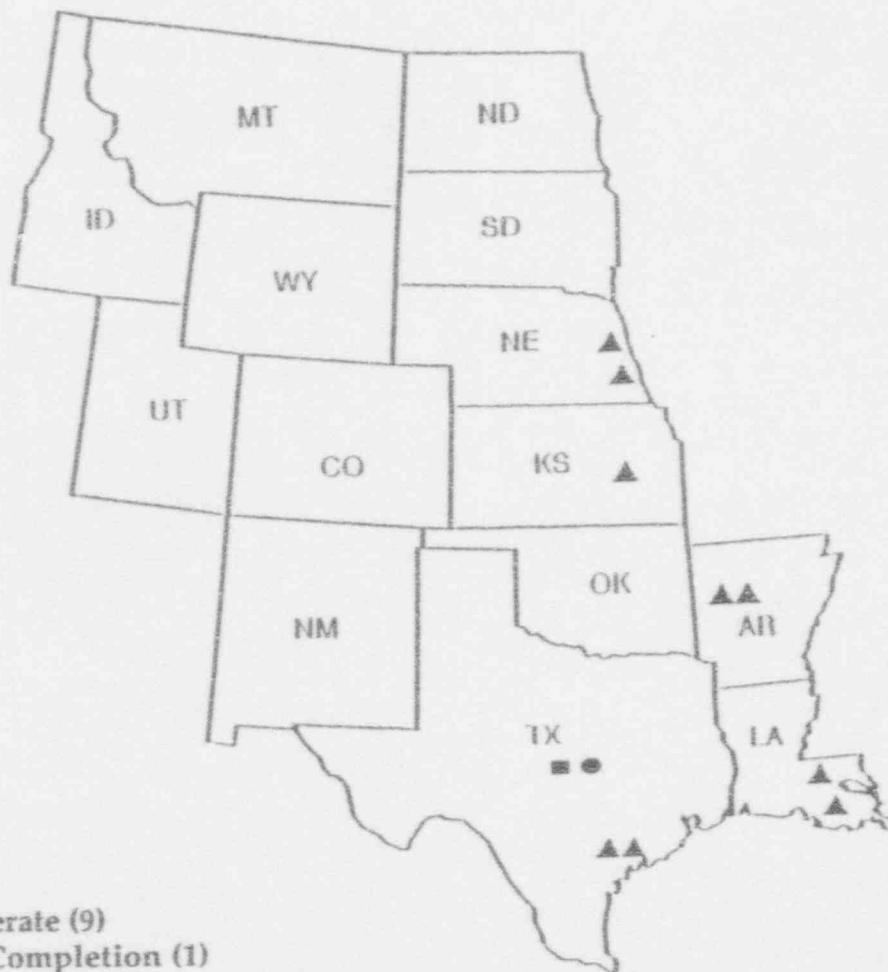 MT
ND
ID
SD
WY
NE
UT
CO
KS
OK
NM
AR
TX
LA
erate (9)
Completion (1)